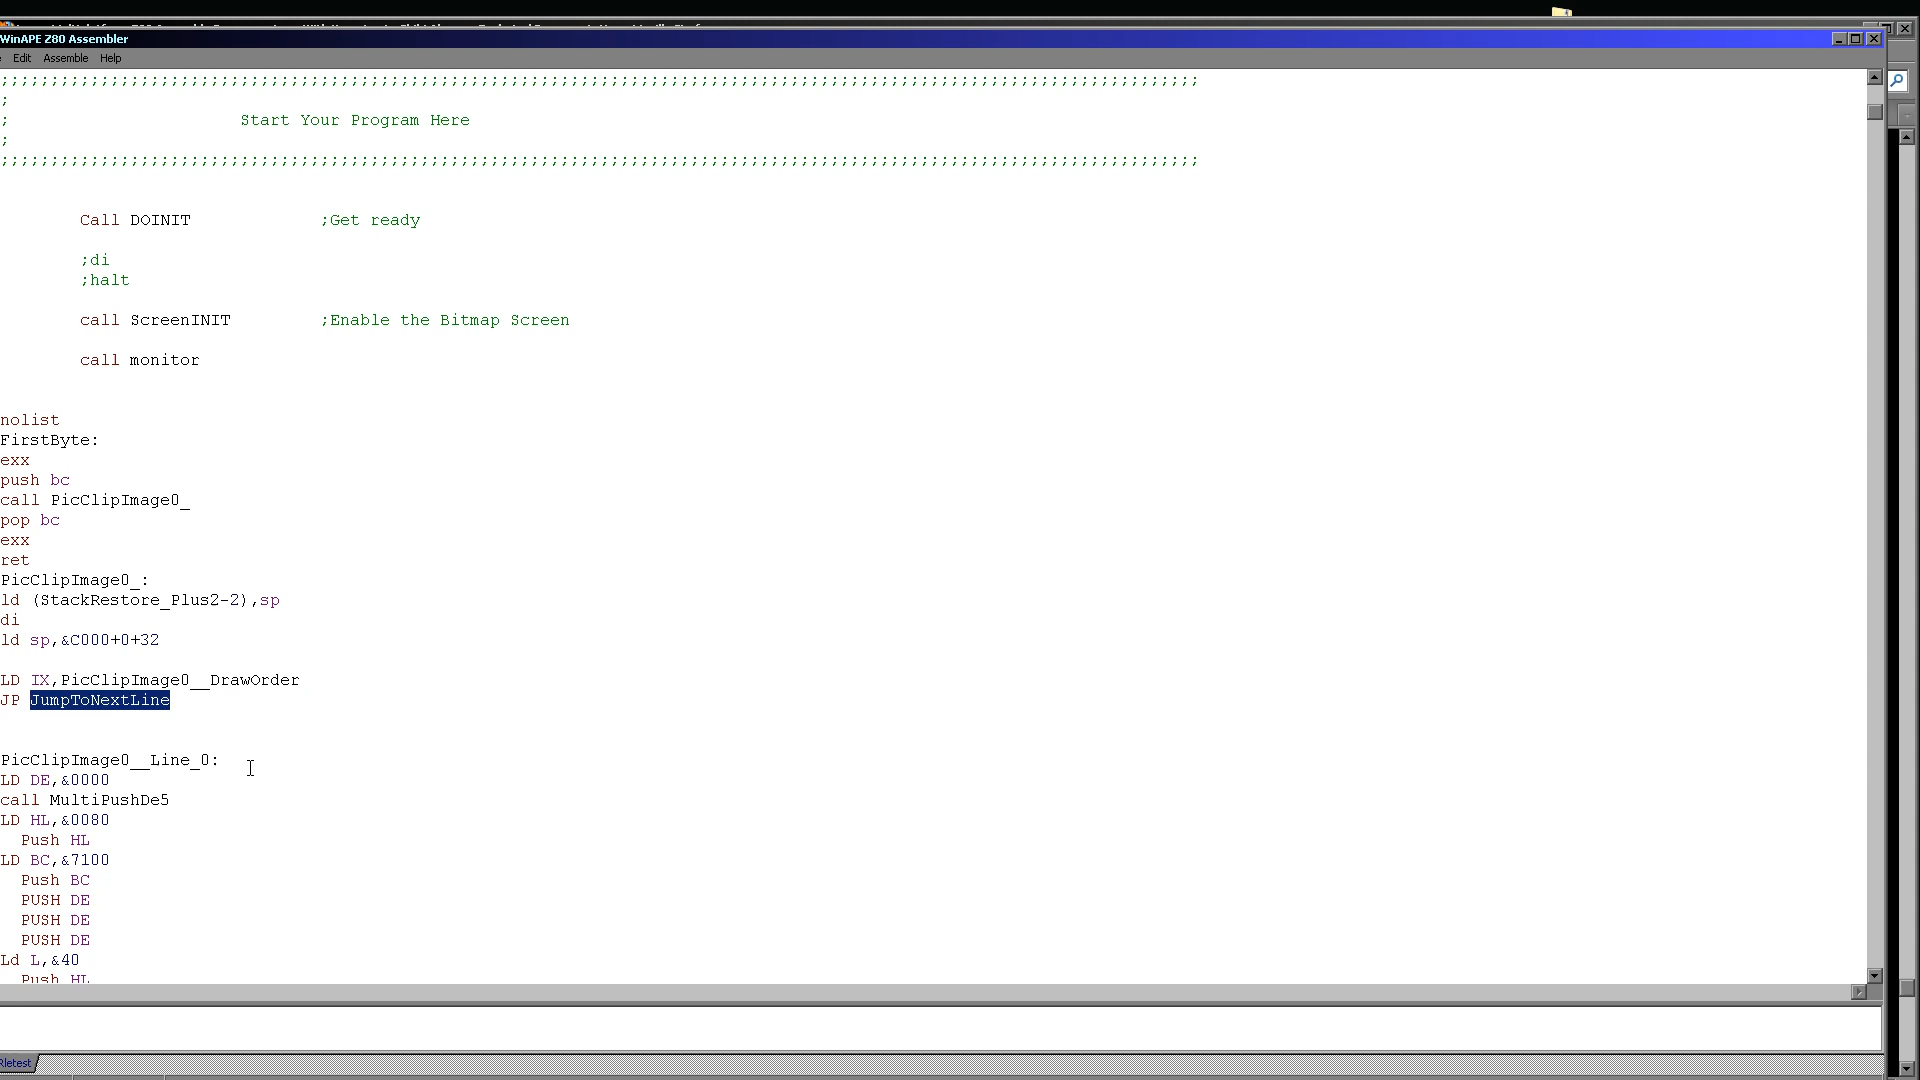 WinAPE Z80 Assembler
Edit Assemble Help
;;;;;;;;;;;;;;;;;;;;;;;;;;;;;;;;;;;;;;;;;;;;;;;;;;;;;;;;;;;;;;;;;;;;;;;;;;;;;;;;;;;;;;;;;;;;;;;;;;;;;;;;;;;;;;;;;;;;;;;;
;
; Start Your Program Here
;
;;;;;;;;;;;;;;;;;;;;;;;;;;;;;;;;;;;;;;;;;;;;;;;;;;;;;;;;;;;;;;;;;;;;;;;;;;;;;;;;;;;;;;;;;;;;;;;;;;;;;;;;;;;;;;;;;;;;;;;;
Call DOINIT ;Get ready
;di
;halt
call ScreenINIT ;Enable the Bitmap Screen
call monitor
nolist
FirstByte:
exx
push bc
call PicClipImage0_
pop bc
exx
ret
PicClipImage0_:
ld (StackRestore_Plus2-2),sp
di
ld sp,&C000+0+32
LD IX,PicClipImage0__DrawOrder
JP JumpToNextLine
PicClipImage0__Line_0:
LD DE,&0000
call MultiPushDe5
LD HL,&0080
Push HL
LD BC,&7100
Push BC
PUSH DE
PUSH DE
PUSH DE
Ld L,&40
Push HL
Rletest